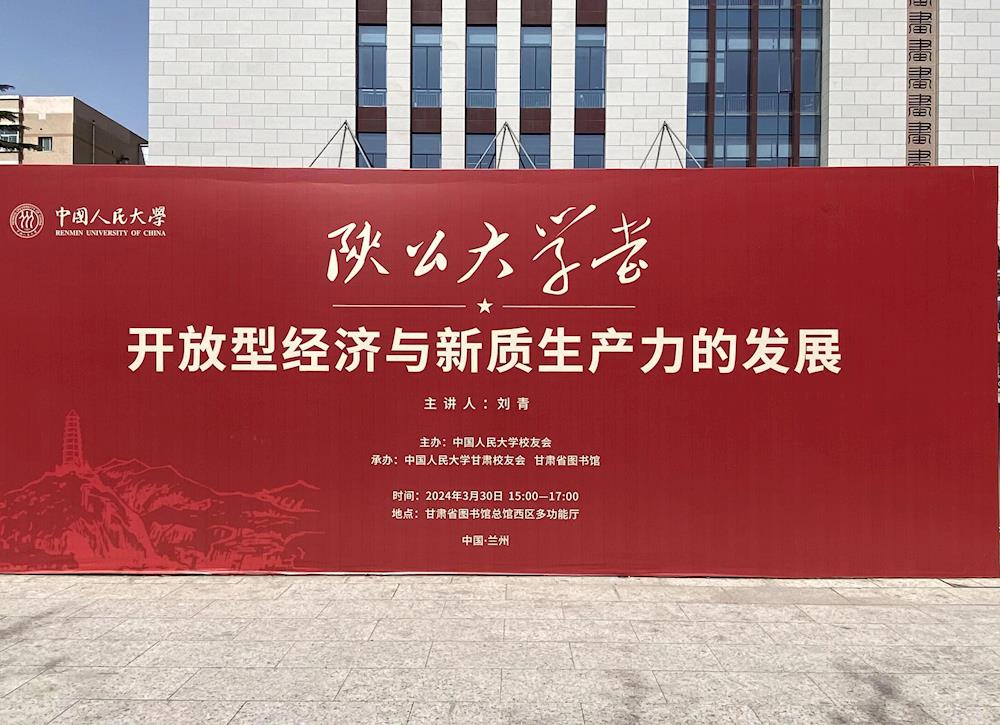 中国人民大学
RENMIN UNIVERSITY OF CHINA
陕公大学堂
开放型经济与新质生产力的发展
主讲人：刘青
主办：中国人民大学校友会
承办：中国人民大学甘肃校友会 甘肃省图书馆
时间：2024年3月30日 15:00—17:00
地点：甘肃省图书馆总馆西区多功能厅
中国·兰州